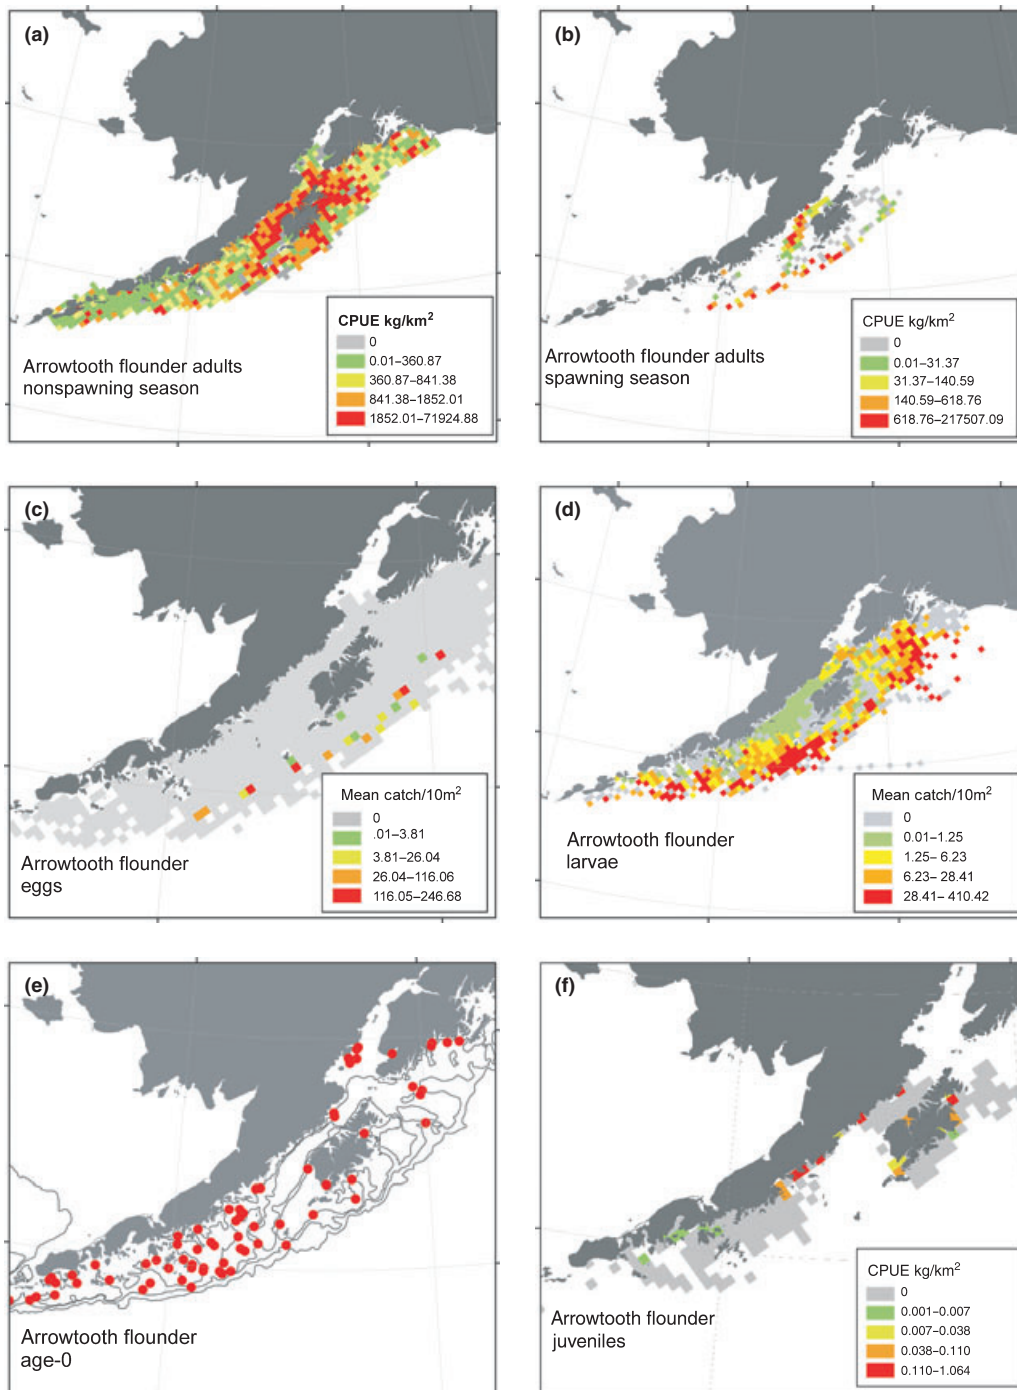 (a)
CPUE kg/km²
0
0.01–360.87
360.87–841.38
841.38–1852.01
1852.01–71924.88
Arrowtooth flounder adults
nonspawning season
(b)
CPUE kg/km²
0
0.01–31.37
31.37–140.59
140.59–618.76
618.76–217507.09
Arrowtooth flounder adults
spawning season
(c)
Mean catch/10m²
0
.01–3.81
3.81–26.04
26.04–116.06
116.05–246.68
Arrowtooth flounder
eggs
(d)
Mean catch/10m²
0
0.01–1.25
1.25– 6.23
6.23– 28.41
28.41– 410.42
Arrowtooth flounder
larvae
(e)
Arrowtooth flounder
age-0
(f)
CPUE kg/km²
0
0.001–0.007
0.007–0.038
0.038–0.110
0.110–1.064
Arrowtooth flounder
juveniles